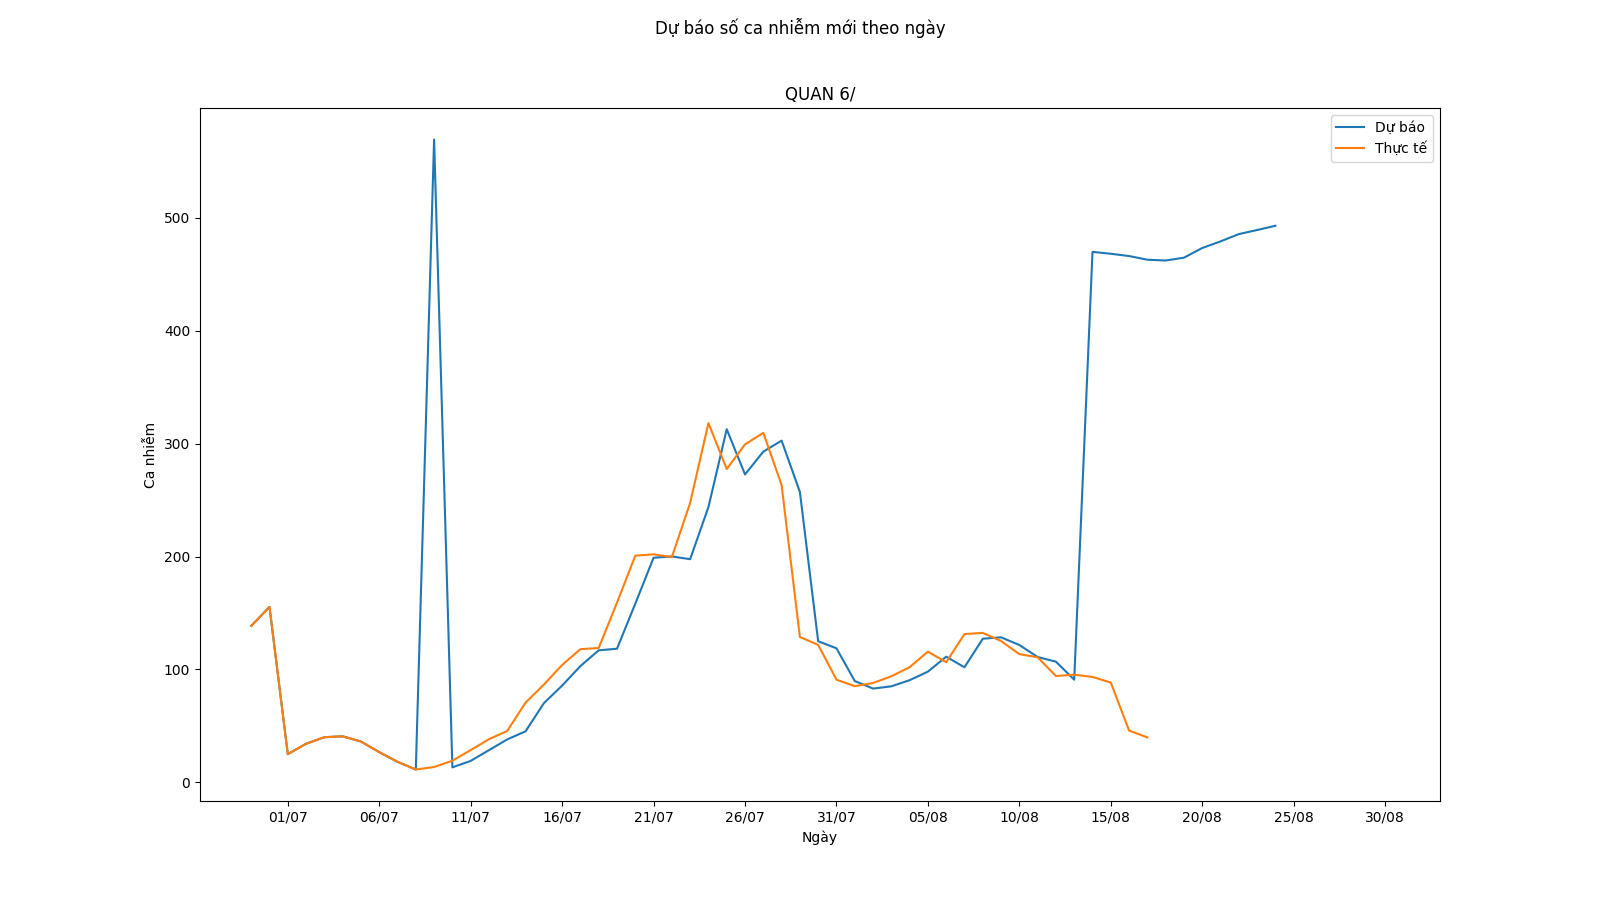 Dự báo số ca nhiễm mới theo ngày
QUAN 6/
Dự báo
Thực tế
500
400
300
200
100
0
Ca nhiễm
01/07 06/07 11/07 16/07 21/07 26/07 31/07 05/08 10/08 15/08 20/08 25/08 30/08
Ngày